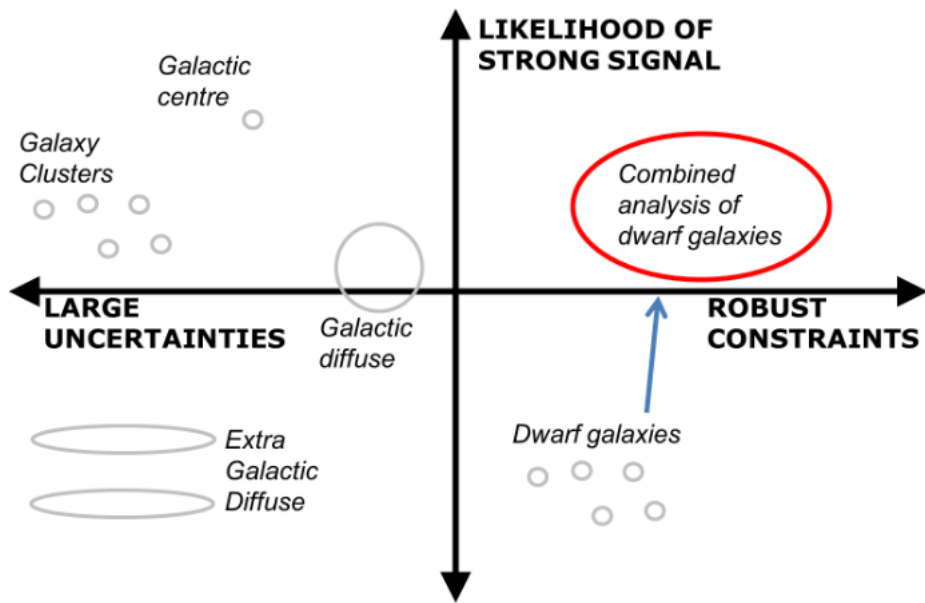 LIKELIHOOD OF
STRONG SIGNAL
Galactic
centre
Galaxy
Clusters
Combined
analysis of
dwarf galaxies
LARGE
UNCERTAINTIES
ROBUST
CONSTRAINTS
Galactic
diffuse
Extra
Galactic
Diffuse
Dwarf galaxies